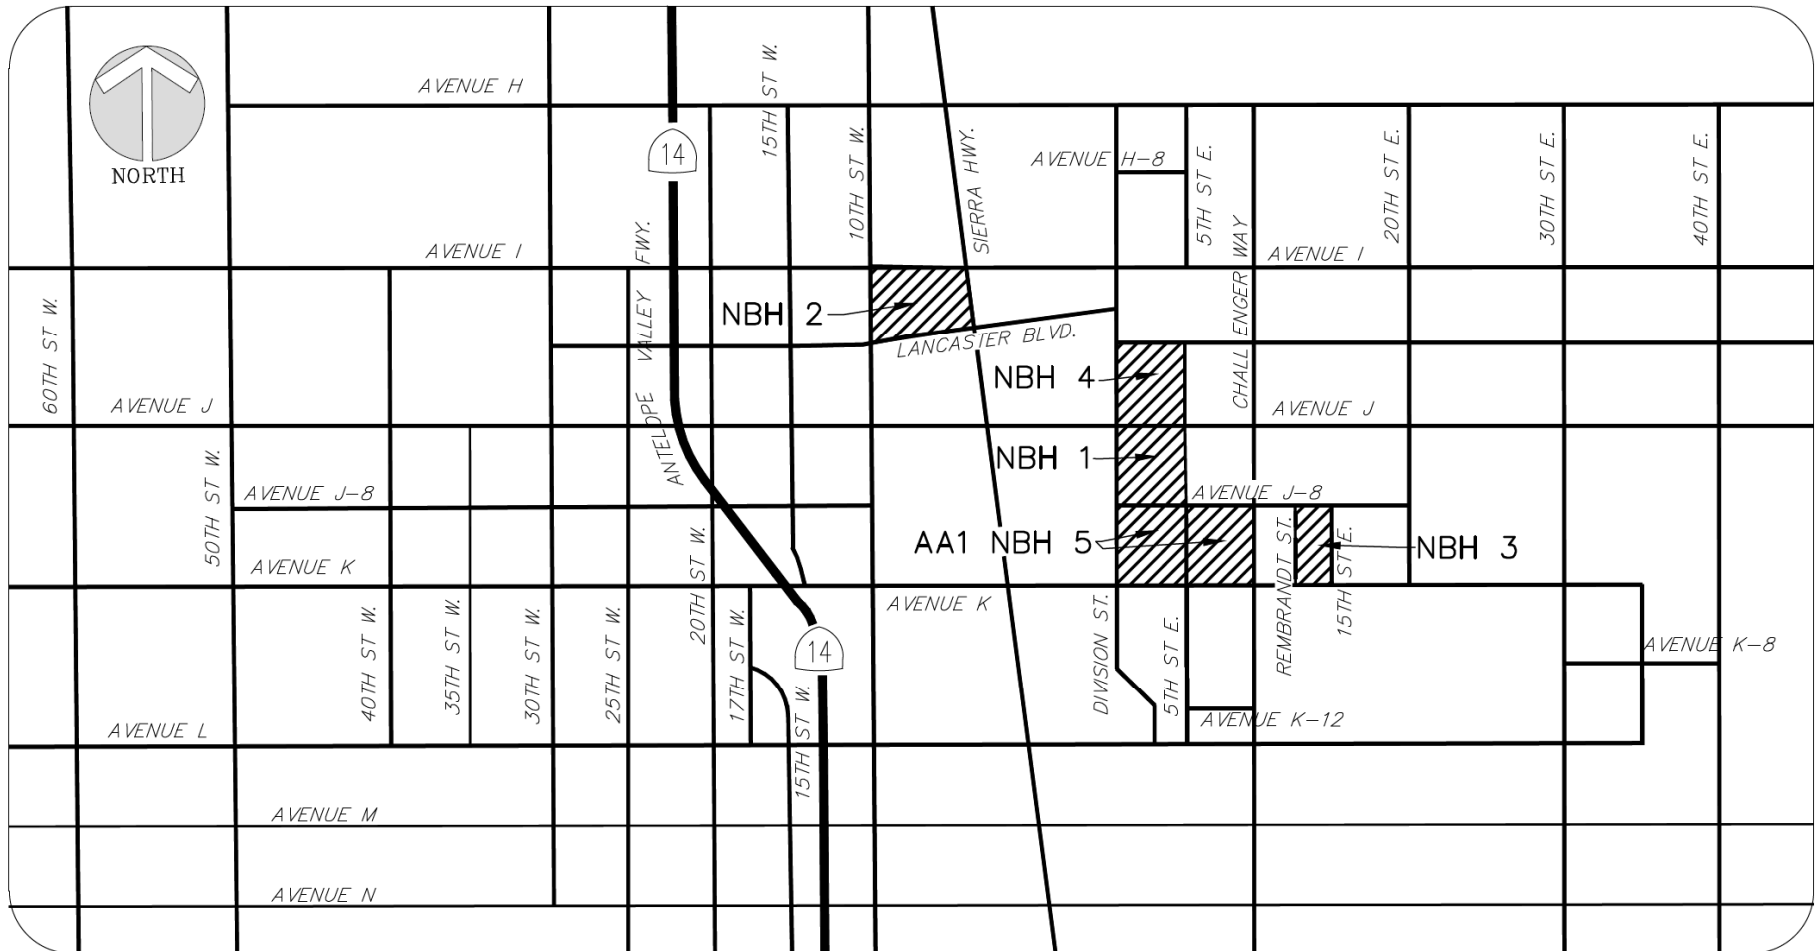 AVENUE H
15TH ST W.
14
NORTH
10TH ST W.
SIERRA HWY.
AVENUE H-8
5TH ST E.
20TH ST E.
30TH ST E.
40TH ST E.
AVENUE I
ANTELOPE VALLEY FWY.
CHALLENGER WAY
AVENUE I
60TH ST W.
NBH 2
LANCASTER BLVD.
NBH 4
AVENUE J
AVENUE J
50TH ST W.
NBH 1
AVENUE J-8
AVENUE J-8
20TH ST W.
AA1 NBH 5
REMBRANDT ST.
15TH ST E.
NBH 3
AVENUE K
AVENUE K
40TH ST W.
35TH ST W.
30TH ST W.
25TH ST W.
17TH ST W.
14
DIVISION ST.
5TH ST E.
AVENUE K-8
AVENUE L
15TH ST W.
AVENUE K-12
AVENUE M
AVENUE N